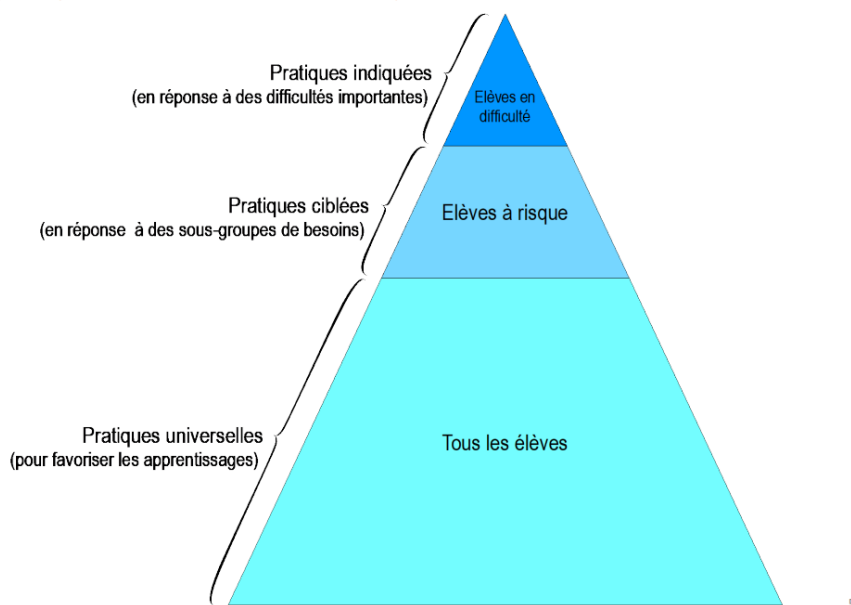 Pratiques indiquées
(en réponse à des difficultés importantes)
Elèves en
difficulté
Pratiques ciblées
(en réponse à des sous-groupes de besoins)
Elèves à risque
Pratiques universelles
(pour favoriser les apprentissages)
Tous les élèves